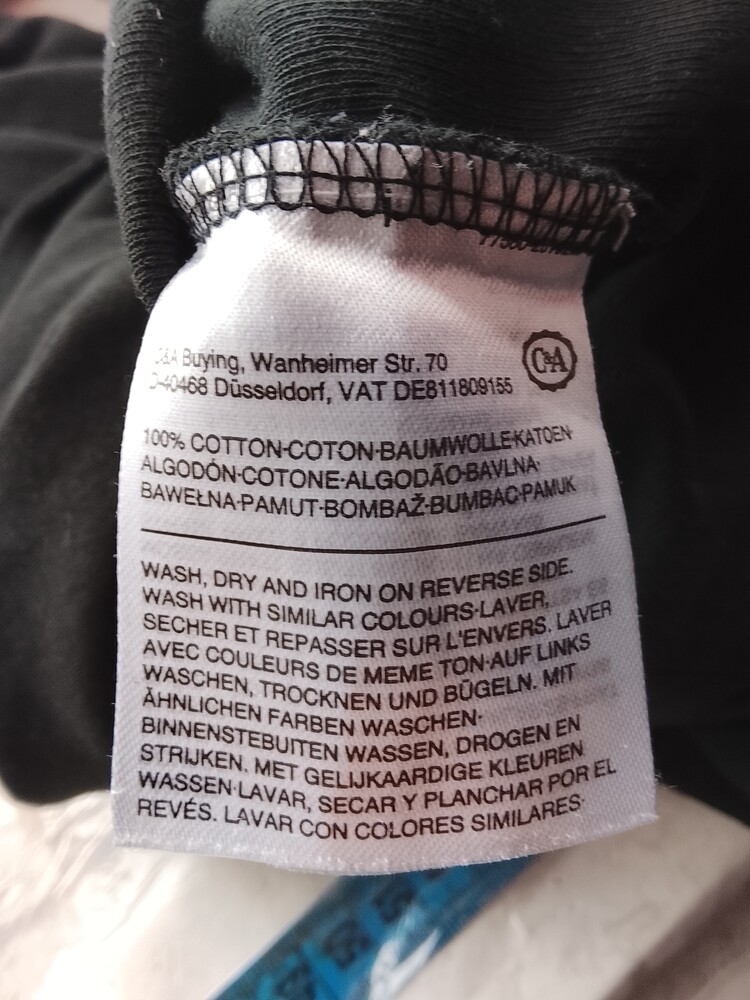 C&A Buying, Wanheimer Str. 70
D-40468 Düsseldorf, VAT DE811809155
C&A
100% COTTON·COTON·BAUMWOLLE·KATOEN·
ALGODÓN·COTONE·ALGODÃO·BAVLNA·
BAWEŁNA·PAMUT·BOMBAŽ·BUMBAC·PAMUK
WASH, DRY AND IRON ON REVERSE SIDE.
WASH WITH SIMILAR COLOURS·LAVER,
SECHER ET REPASSER SUR L'ENVERS. LAVER
AVEC COULEURS DE MEME TON·AUF LINKS
WASCHEN, TROCKNEN UND BÜGELN. MIT
ÄHNLICHEN FARBEN WASCHEN·
BINNENSTEBUITEN WASSEN, DROGEN EN
STRIJKEN. MET GELIJKAARDIGE KLEUREN
WASSEN·LAVAR, SECAR Y PLANCHAR POR EL
REVÉS. LAVAR CON COLORES SIMILARES·